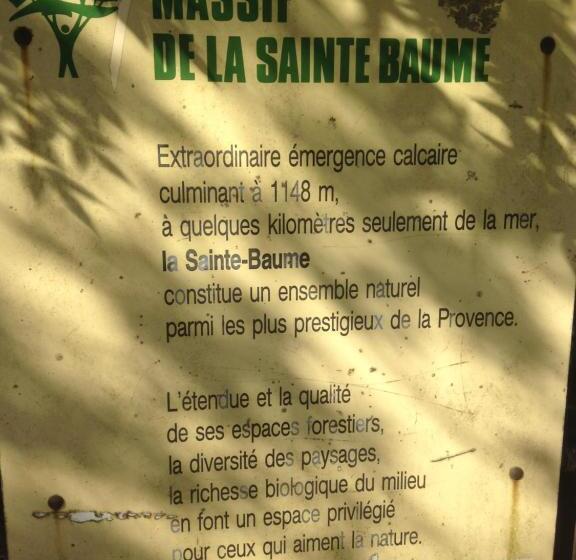 MASSIF
DE LA SAINTE BAUME
Extraordinaire émergence calcaire
culminant à 1148 m,
à quelques kilomètres seulement de la mer,
la Sainte-Baume
constitue un ensemble naturel
parmi les plus prestigieux de la Provence.
L'étendue et la qualité
de ses espaces forestiers,
la diversité des paysages,
la richesse biologique du milieu
en font un espace privilégié
pour ceux qui aiment la nature.